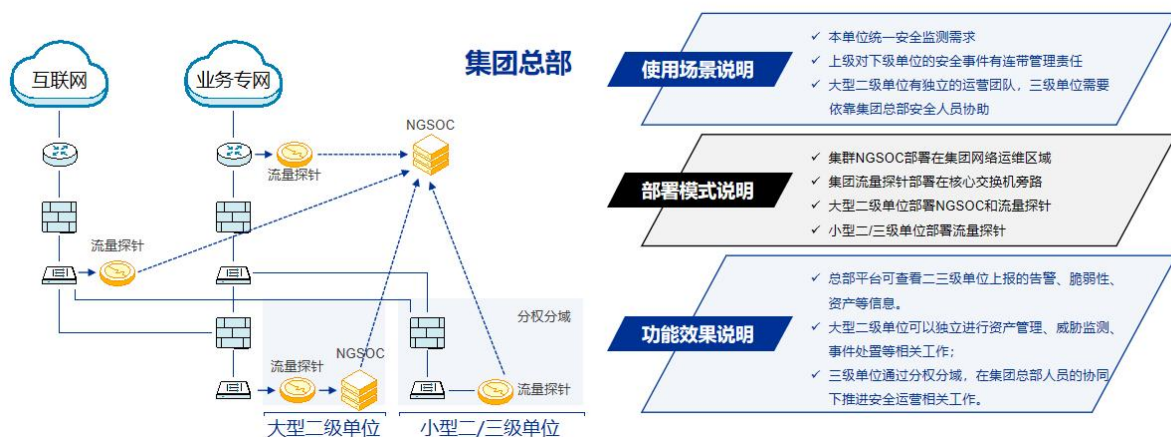 互联网
业务专网
集团总部
NGSOC
流量探针
流量探针
分权分域
流量探针
NGSOC
流量探针
大型二级单位
小型二/三级单位
使用场景说明
✓ 本单位统一安全监测需求
✓ 上级对下级单位的安全事件有连带管理责任
✓ 大型二级单位有独立的运营团队，三级单位需要
依靠集团总部安全人员协助
部署模式说明
✓ 集群NGSOC部署在集团网络运维区域
✓ 集团流量探针部署在核心交换机旁路
✓ 大型二级单位部署NGSOC和流量探针
✓ 小型二/三级单位部署流量探针
功能效果说明
✓ 总部平台可查看二三级单位上报的告警、脆弱性、
资产等信息。
✓ 大型二级单位可以独立进行资产管理、威胁监测、
事件处置等相关工作；
✓ 三级单位通过分权分域，在集团总部人员的协同
下推进安全运营相关工作。